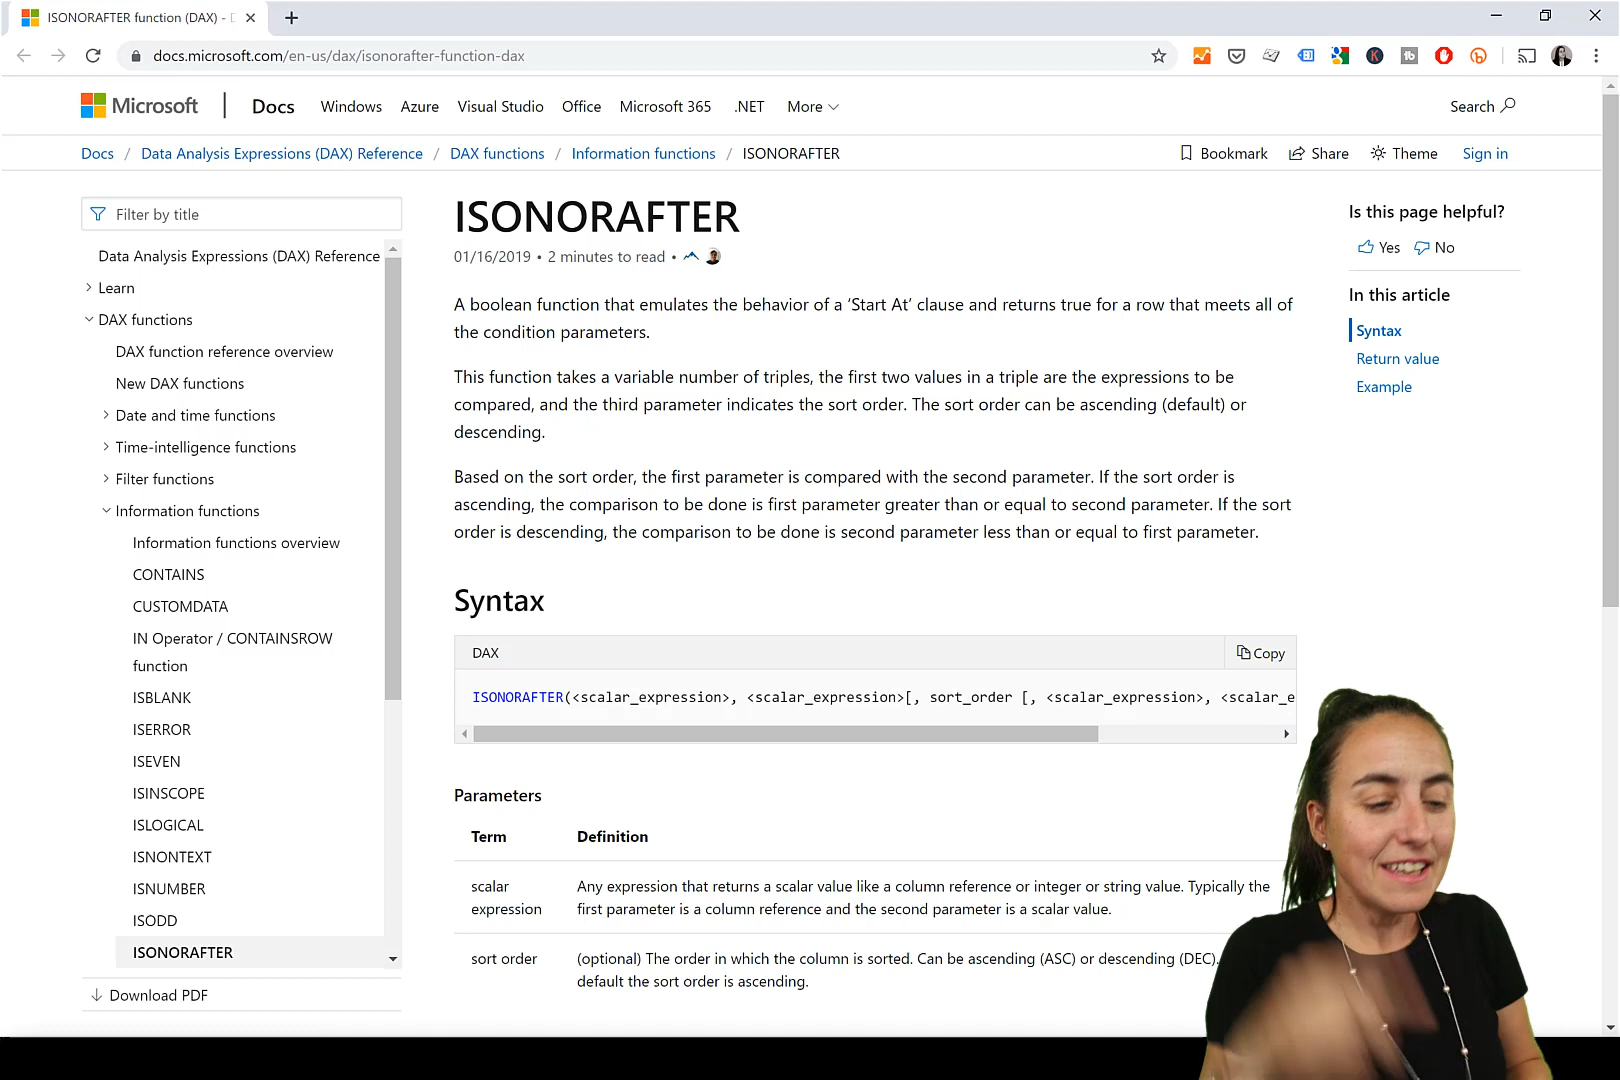 ISONORAFTER function (DAX) - D
docs.microsoft.com/en-us/dax/isonorafter-function-dax
Microsoft | Docs Windows Azure Visual Studio Office Microsoft 365 .NET More Search
Docs / Data Analysis Expressions (DAX) Reference / DAX functions / Information functions / ISONORAFTER Bookmark Share Theme Sign in
Filter by title
Data Analysis Expressions (DAX) Reference
Learn
DAX functions
DAX function reference overview
New DAX functions
Date and time functions
Time-intelligence functions
Filter functions
Information functions
Information functions overview
CONTAINS
CUSTOMDATA
IN Operator / CONTAINSROW
function
ISBLANK
ISERROR
ISEVEN
ISINSCOPE
ISLOGICAL
ISNONTEXT
ISNUMBER
ISODD
ISONORAFTER
Download PDF
ISONORAFTER
01/16/2019 • 2 minutes to read •
A boolean function that emulates the behavior of a ‘Start At’ clause and returns true for a row that meets all of
the condition parameters.
This function takes a variable number of triples, the first two values in a triple are the expressions to be
compared, and the third parameter indicates the sort order. The sort order can be ascending (default) or
descending.
Based on the sort order, the first parameter is compared with the second parameter. If the sort order is
ascending, the comparison to be done is first parameter greater than or equal to second parameter. If the sort
order is descending, the comparison to be done is second parameter less than or equal to first parameter.
Syntax
DAX Copy
ISONORAFTER(<scalar_expression>, <scalar_expression>[, sort_order [, <scalar_expression>, <scalar_e
Parameters
Term Definition
scalar
expression
Any expression that returns a scalar value like a column reference or integer or string value. Typically the
first parameter is a column reference and the second parameter is a scalar value.
sort order
(optional) The order in which the column is sorted. Can be ascending (ASC) or descending (DEC).
default the sort order is ascending.
Is this page helpful?
Yes No
In this article
Syntax
Return value
Example